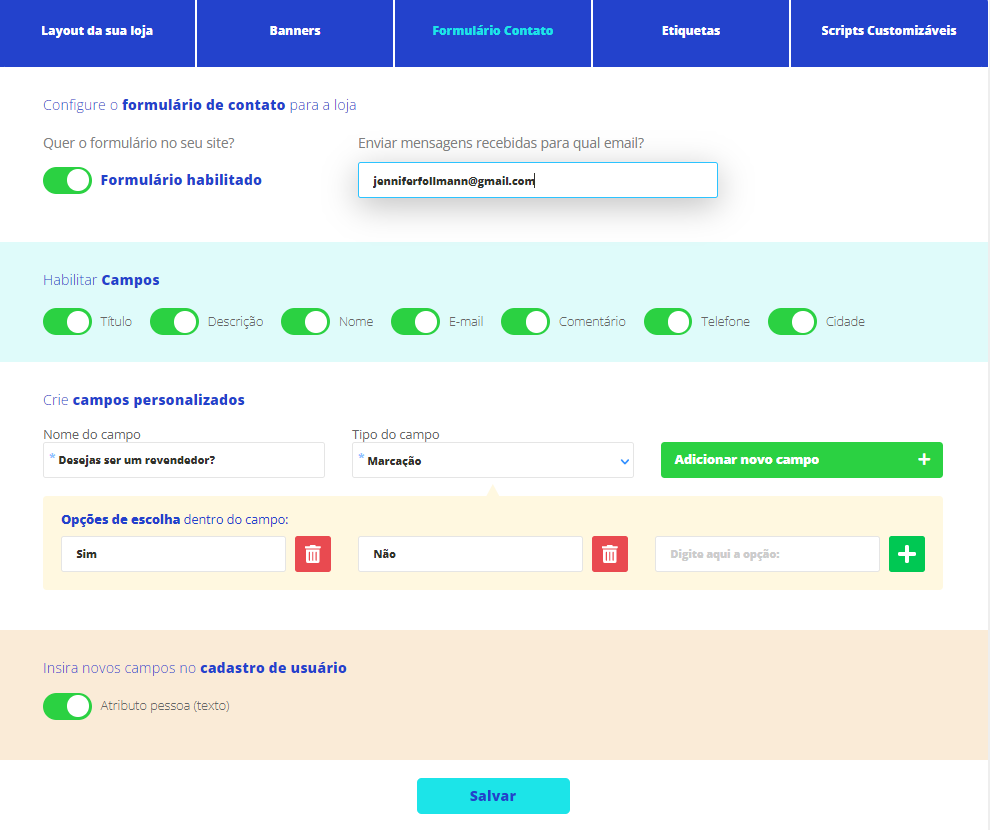 Layout da sua loja
Banners
Formulário Contato
Etiquetas
Scripts Customizáveis
Configure o formulário de contato para a loja
Quer o formulário no seu site?
Enviar mensagens recebidas para qual email?
Formulário habilitado
jenniferfollmann@gmail.com
Habilitar Campos
Título
Descrição
Nome
E-mail
Comentário
Telefone
Cidade
Crie campos personalizados
Nome do campo
Tipo do campo
* Desejas ser um revendedor?
* Marcação
Adicionar novo campo +
Opções de escolha dentro do campo:
Sim
Não
Digite aqui a opção:
Insira novos campos no cadastro de usuário
Atributo pessoa (texto)
Salvar